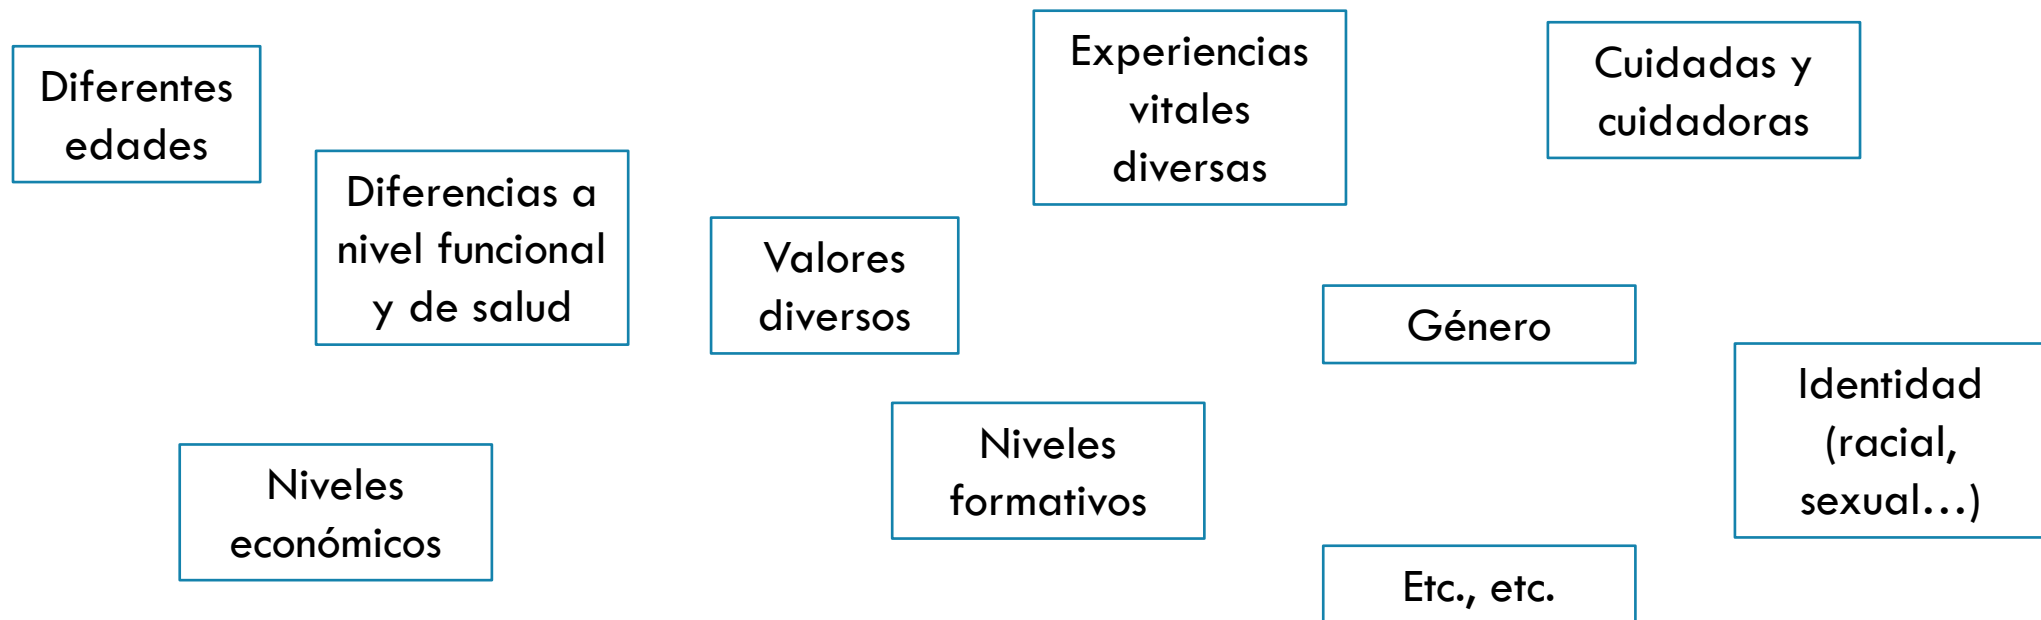 Diferentes
edades
Diferencias a
nivel funcional
y de salud
Valores
diversos
Experiencias
vitales
diversas
Cuidadas y
cuidadoras
Género
Identidad
(racial,
sexual...)
Niveles
formativos
Niveles
económicos
Etc., etc.